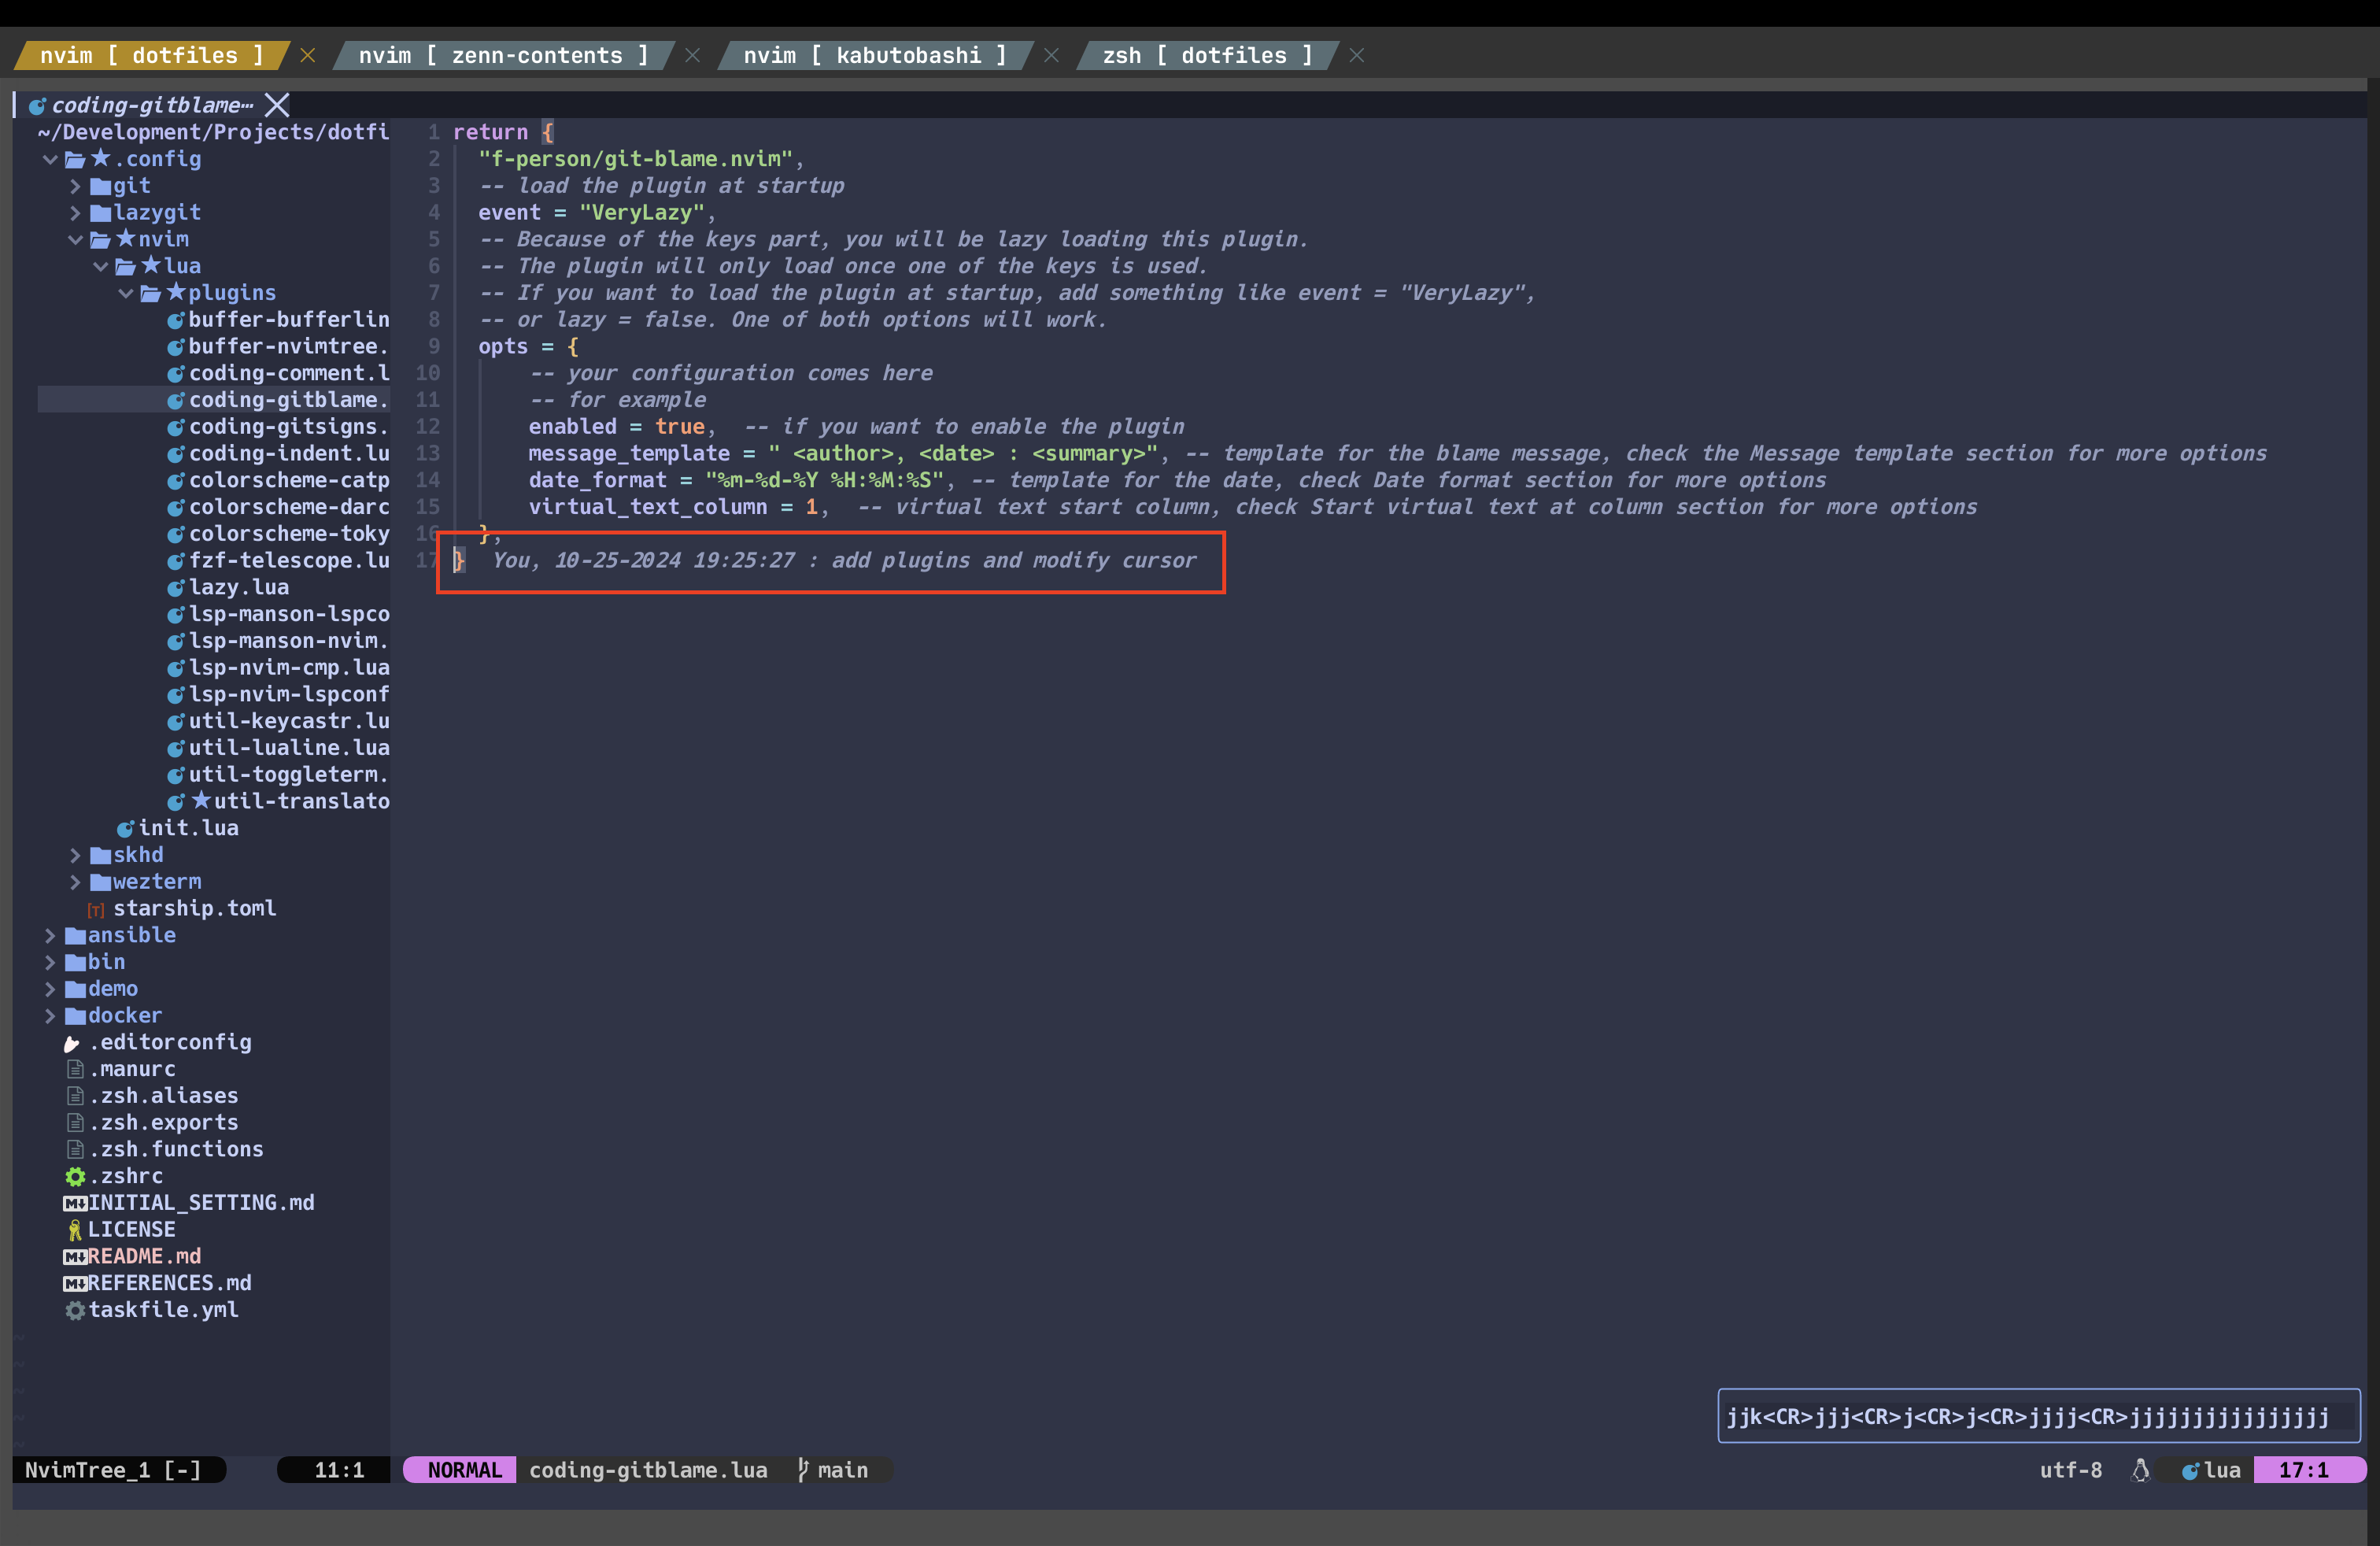 nvim [ dotfiles ] × nvim [ zenn-contents ] × nvim [ kabutobashi ] × zsh [ dotfiles ] ×
coding-gitblame⋯ ×
~/Development/Projects/dotfi
.config
git
lazygit
nvim
lua
plugins
buffer-bufferlin
buffer-nvimtree.
coding-comment.l
coding-gitblame.
coding-gitsigns.
coding-indent.lu
colorscheme-catp
colorscheme-darc
colorscheme-toky
fzf-telescope.lu
lazy.lua
lsp-manson-lspco
lsp-manson-nvim.
lsp-nvim-cmp.lua
lsp-nvim-lspconf
util-keycastr.lu
util-lualine.lua
util-toggleterm.
util-translato
init.lua
skhd
wezterm
[T] starship.toml
ansible
bin
demo
docker
.editorconfig
.manurc
.zsh.aliases
.zsh.exports
.zsh.functions
.zshrc
INITIAL_SETTING.md
LICENSE
README.md
REFERENCES.md
taskfile.yml
~
~
~
~
~
1 return {
2 "f-person/git-blame.nvim",
3 -- load the plugin at startup
4 event = "VeryLazy",
5 -- Because of the keys part, you will be lazy loading this plugin.
6 -- The plugin will only load once one of the keys is used.
7 -- If you want to load the plugin at startup, add something like event = "VeryLazy",
8 -- or lazy = false. One of both options will work.
9 opts = {
10 -- your configuration comes here
11 -- for example
12 enabled = true, -- if you want to enable the plugin
13 message_template = " <author>, <date> : <summary>", -- template for the blame message, check the Message template section for more options
14 date_format = "%m-%d-%Y %H:%M:%S", -- template for the date, check Date format section for more options
15 virtual_text_column = 1, -- virtual text start column, check Start virtual text at column section for more options
16 },
17 } You, 10-25-2024 19:25:27 : add plugins and modify cursor
jjk<CR>jjj<CR>j<CR>j<CR>jjjj<CR>jjjjjjjjjjjjjjjj
NvimTree_1 [-] 11:1 NORMAL coding-gitblame.lua main utf-8 lua 17:1